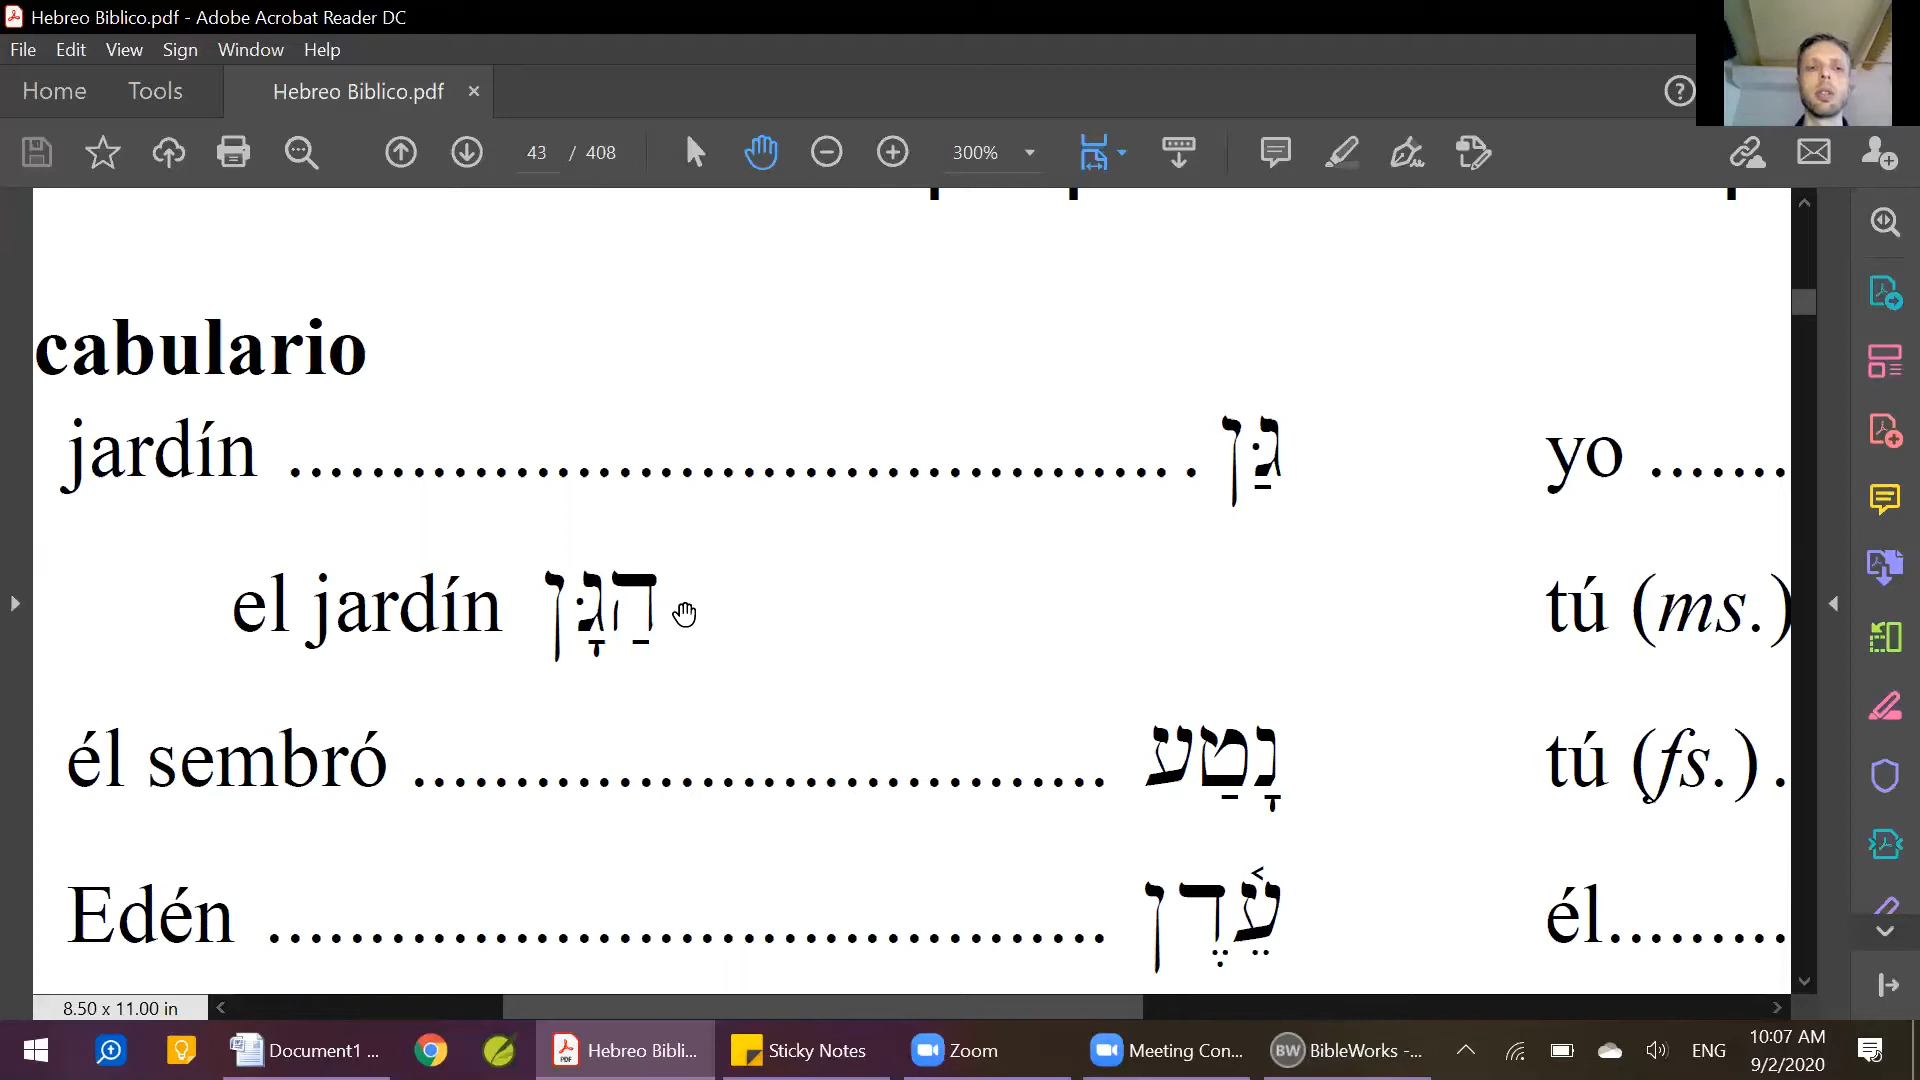 Hebreo Biblico.pdf - Adobe Acrobat Reader DC
File Edit View Sign Window Help
Home Tools Hebreo Biblico.pdf ×
43 / 408 300%
cabulario
jardín ............................................. גַּן
yo .......
el jardín הַגָּן
tú (ms.)
él sembró .................................. נָטַע
tú (fs.) .
Edén ......................................... עֵ֫דֶן
él.........
8.50 x 11.00 in
Document1 ... Hebreo Bibli... Sticky Notes Zoom Meeting Con... BW BibleWorks -... ENG 10:07 AM
9/2/2020